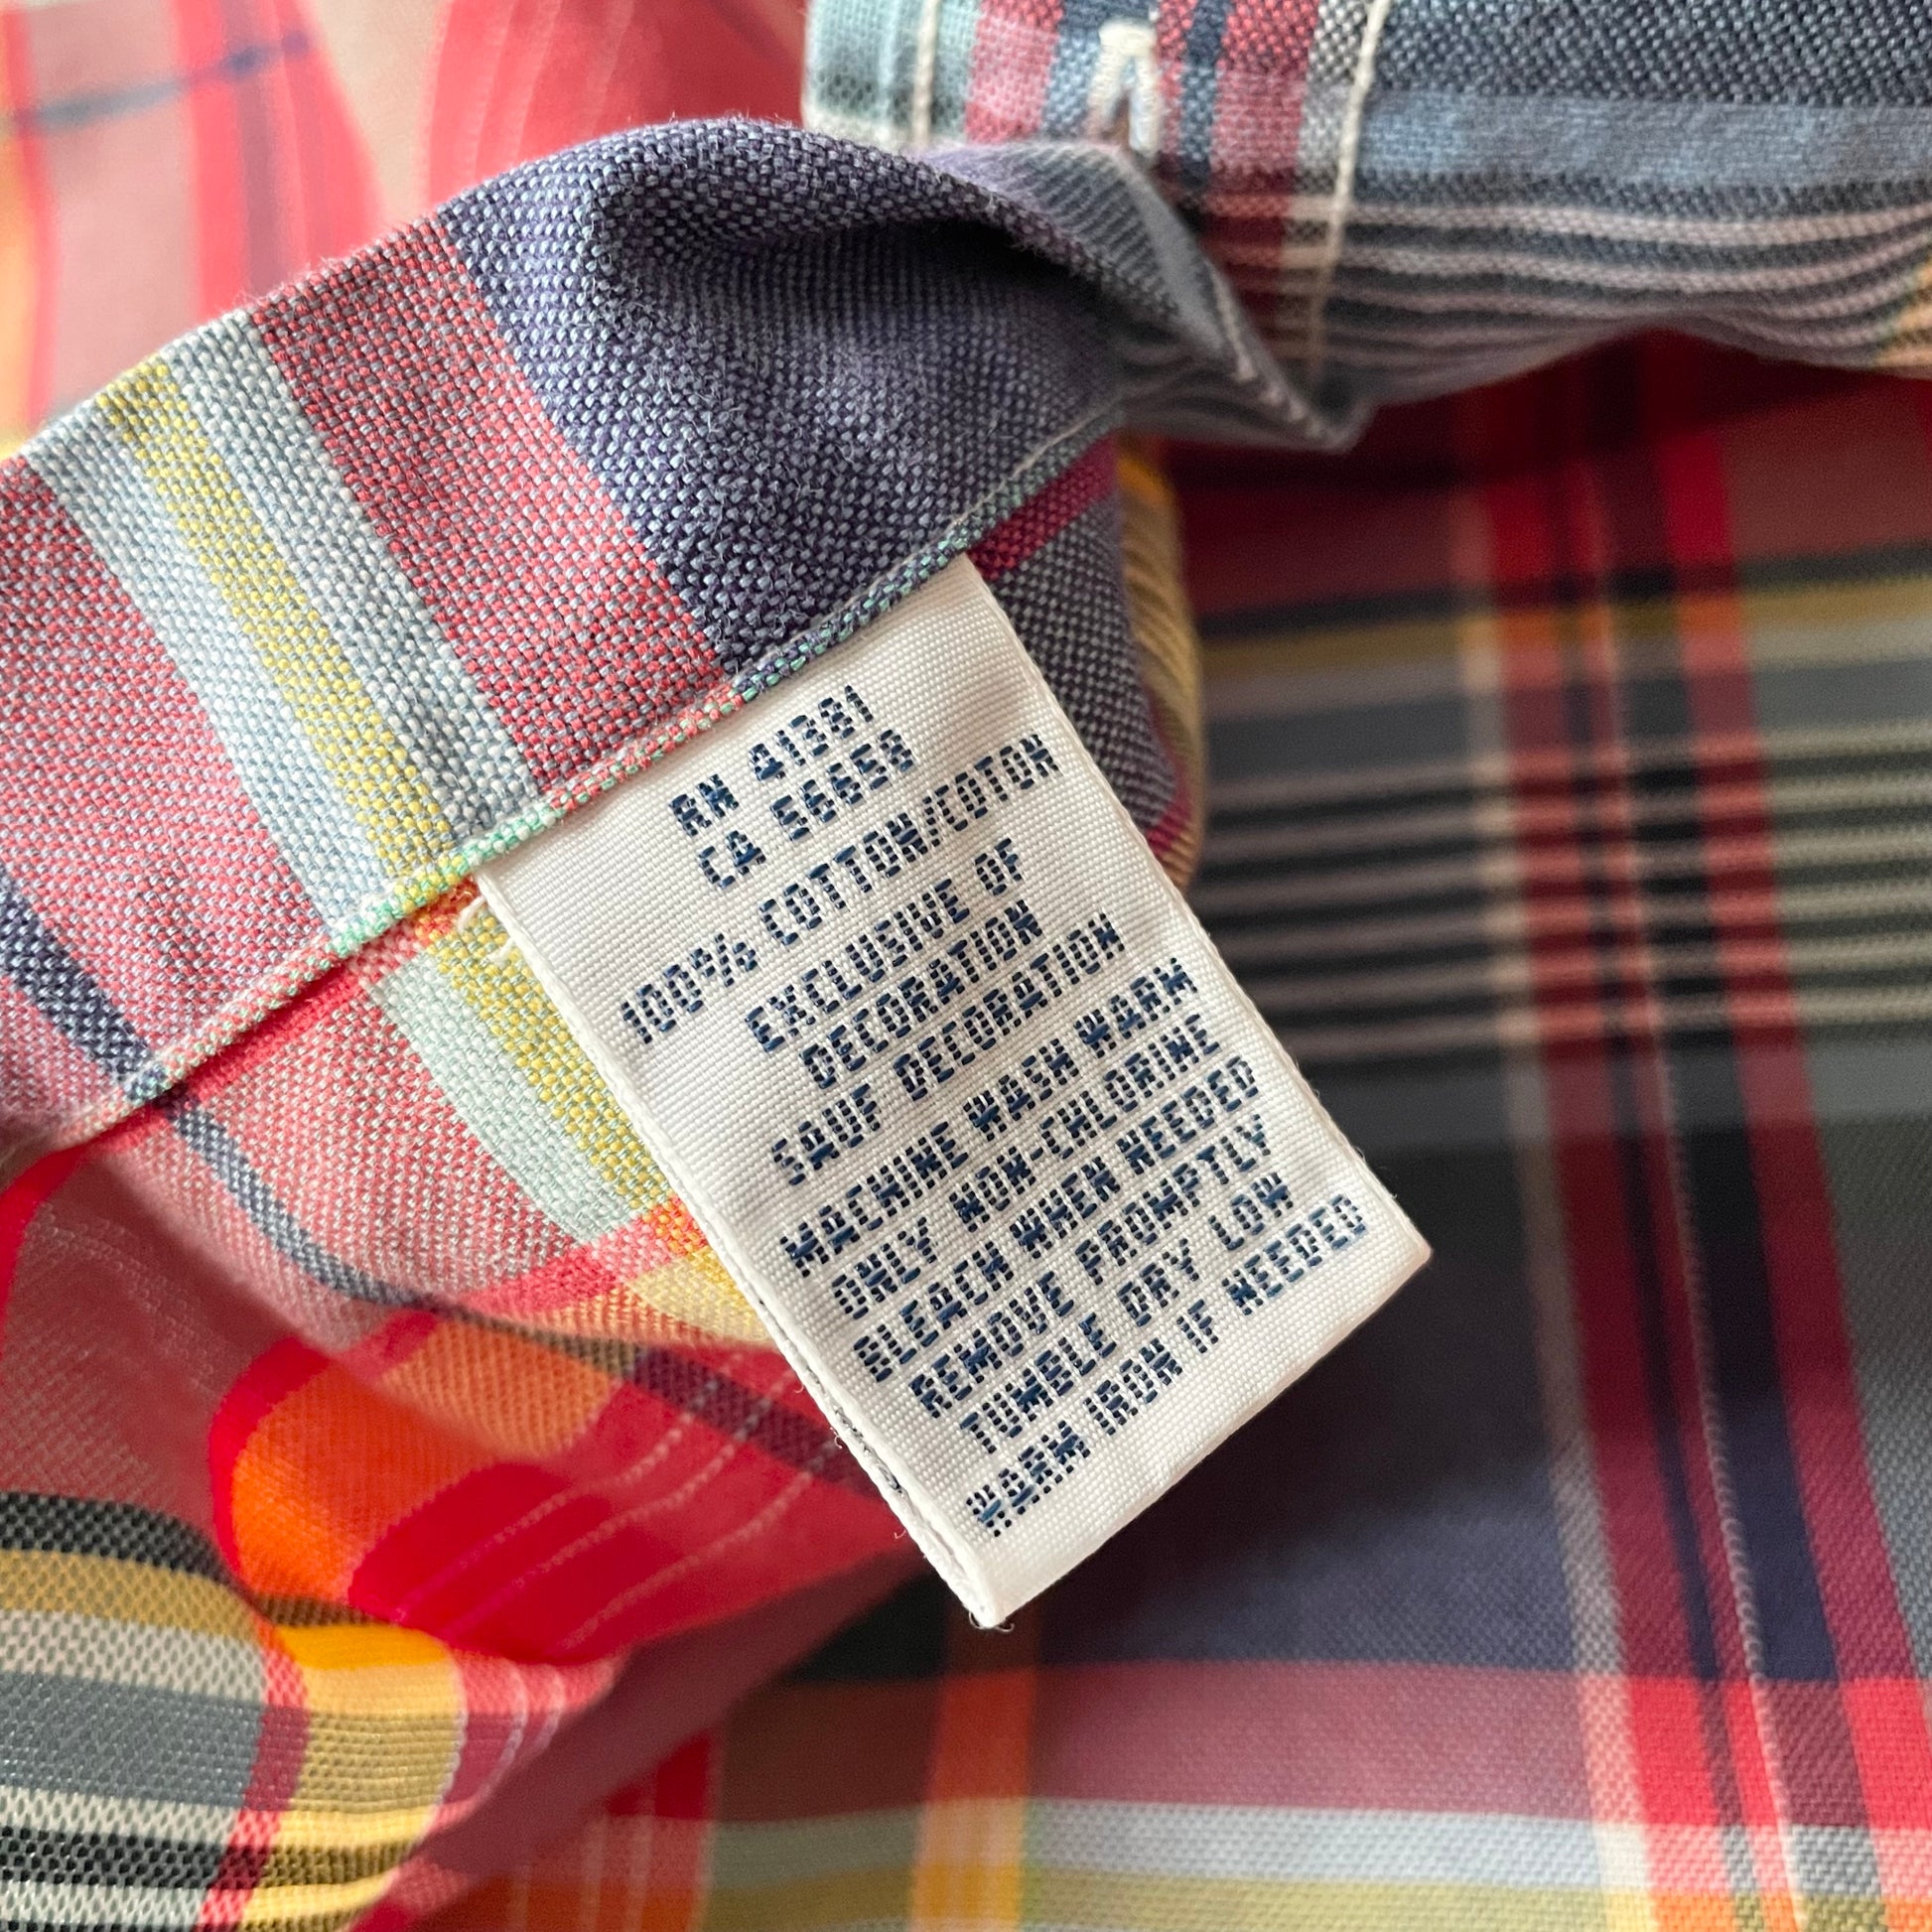 RN 41381
CA 56658
100% COTTON/COTON
EXCLUSIVE OF
DECORATION
SAUF DECORATION
MACHINE WASH WARM
ONLY NON-CHLORINE
BLEACH WHEN NEEDED
REMOVE PROMPTLY
TUMBLE DRY LOW
WARM IRON IF NEEDED